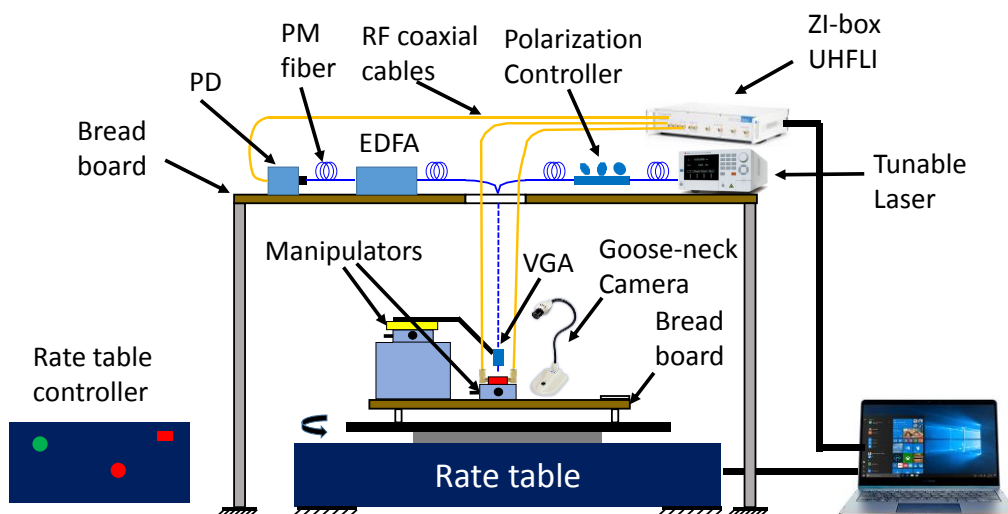 PM
fiber
RF coaxial
cables
Polarization
Controller
ZI-box
UHFLI
PD
Bread
board
EDFA
Tunable
Laser
Manipulators
VGA
Goose-neck
Camera
Bread
board
Rate table
controller
Rate table